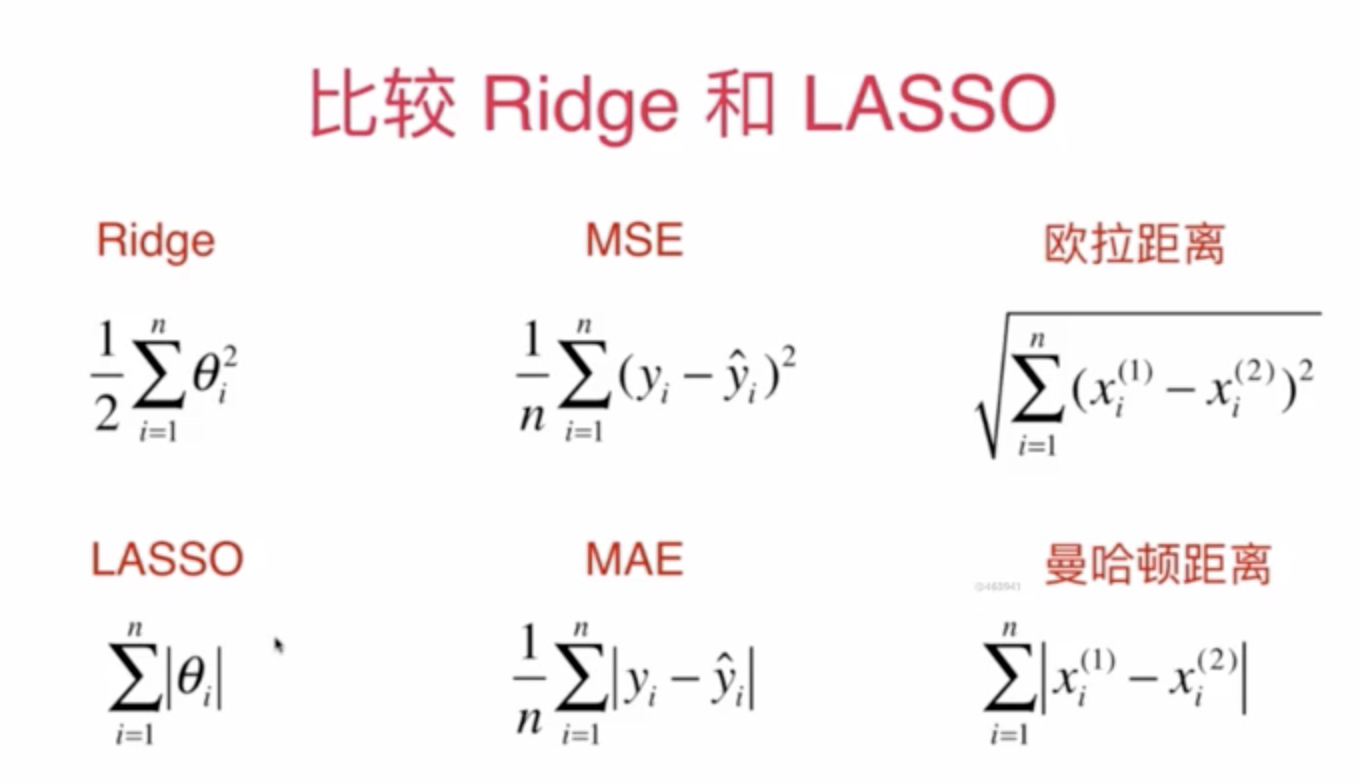 比较 Ridge 和 LASSO
Ridge
MSE
欧拉距离
\frac{1}{2}\sum_{i=1}^{n}\theta_i^2
\frac{1}{n}\sum_{i=1}^{n}(y_i-\hat{y}_i)^2
\sqrt{\sum_{i=1}^{n}(x_i^{(1)}-x_i^{(2)})^2}
LASSO
MAE
曼哈顿距离
@463941
\sum_{i=1}^{n}|\theta_i|
\frac{1}{n}\sum_{i=1}^{n}|y_i-\hat{y}_i|
\sum_{i=1}^{n}|x_i^{(1)}-x_i^{(2)}|